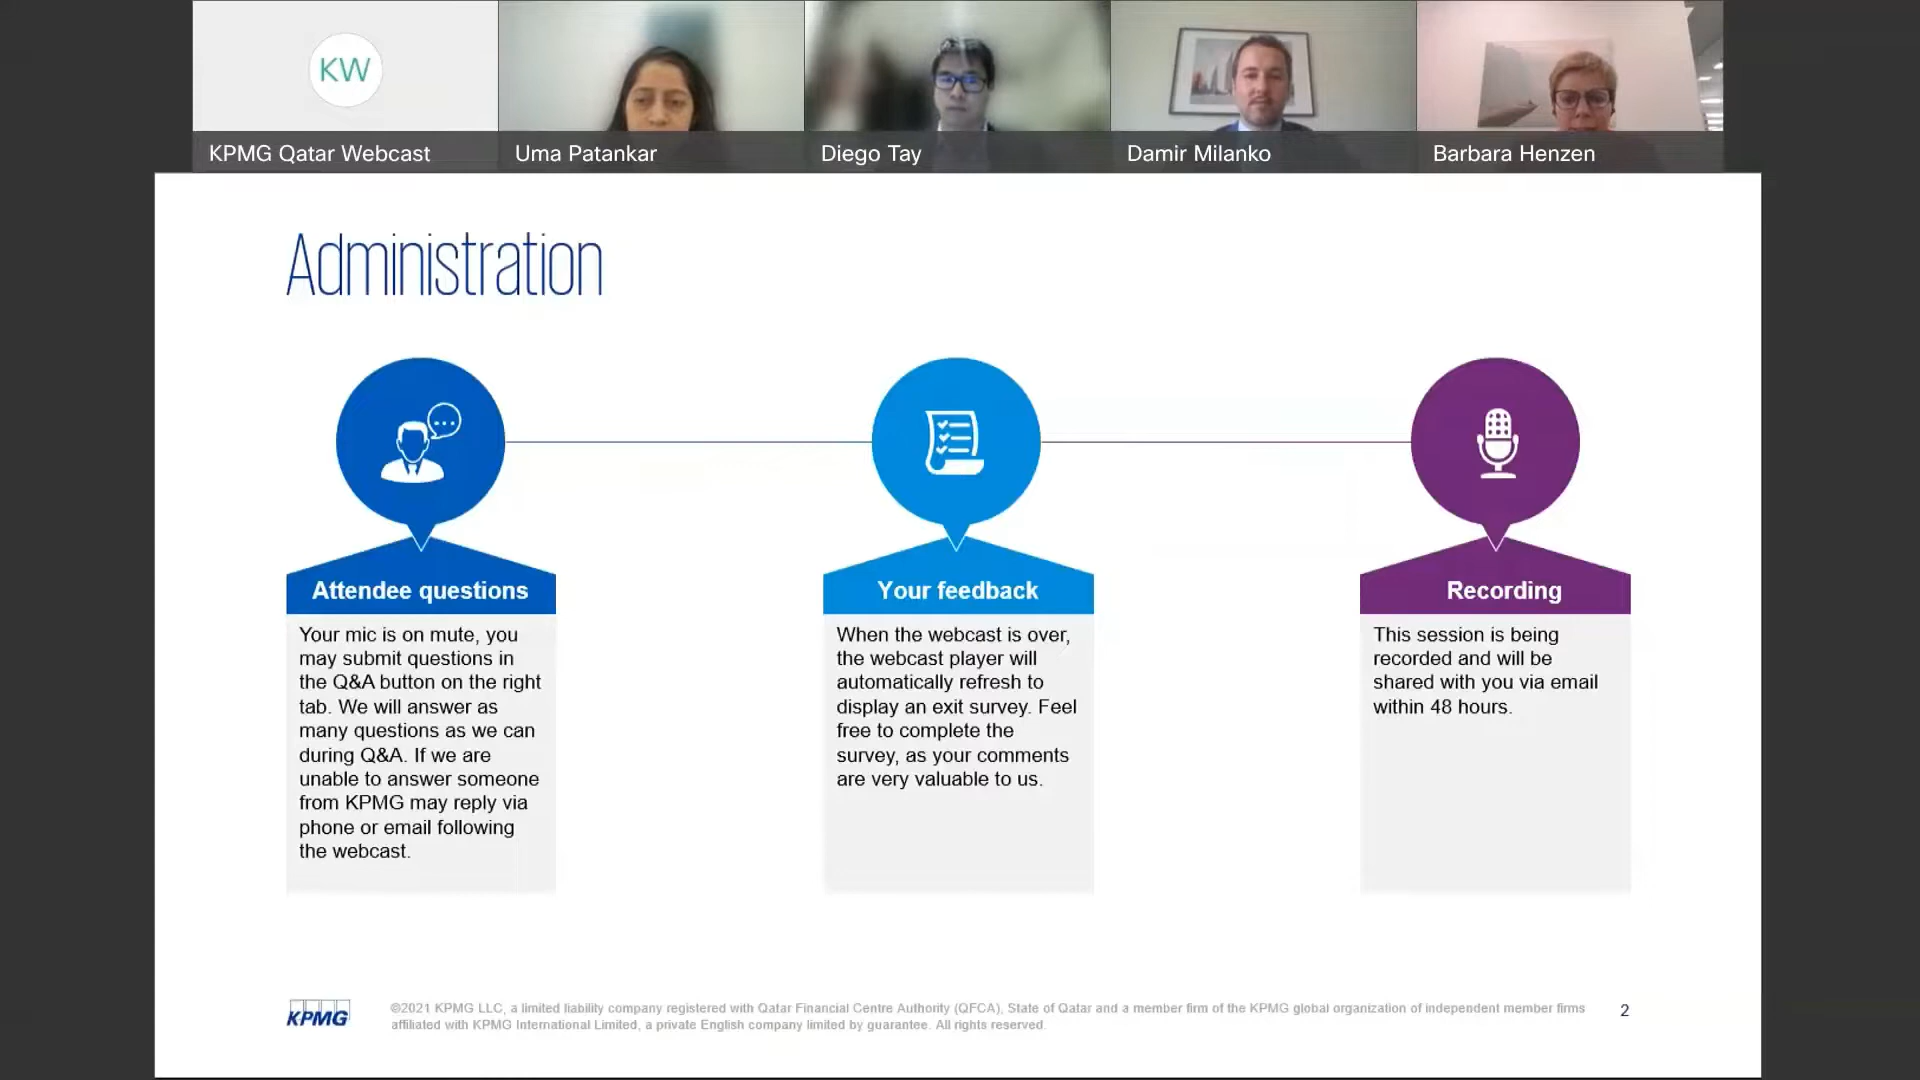 KW
KPMG Qatar Webcast
Uma Patankar
Diego Tay
Damir Milanko
Barbara Henzen
Administration
Attendee questions
Your mic is on mute, you
may submit questions in
the Q&A button on the right
tab. We will answer as
many questions as we can
during Q&A. If we are
unable to answer someone
from KPMG may reply via
phone or email following
the webcast.
Your feedback
When the webcast is over,
the webcast player will
automatically refresh to
display an exit survey. Feel
free to complete the
survey, as your comments
are very valuable to us.
Recording
This session is being
recorded and will be
shared with you via email
within 48 hours.
KPMG
©2021 KPMG LLC, a limited liability company registered with Qatar Financial Centre Authority (QFCA), State of Qatar and a member firm of the KPMG global organization of independent member firms
affiliated with KPMG International Limited, a private English company limited by guarantee. All rights reserved.
2